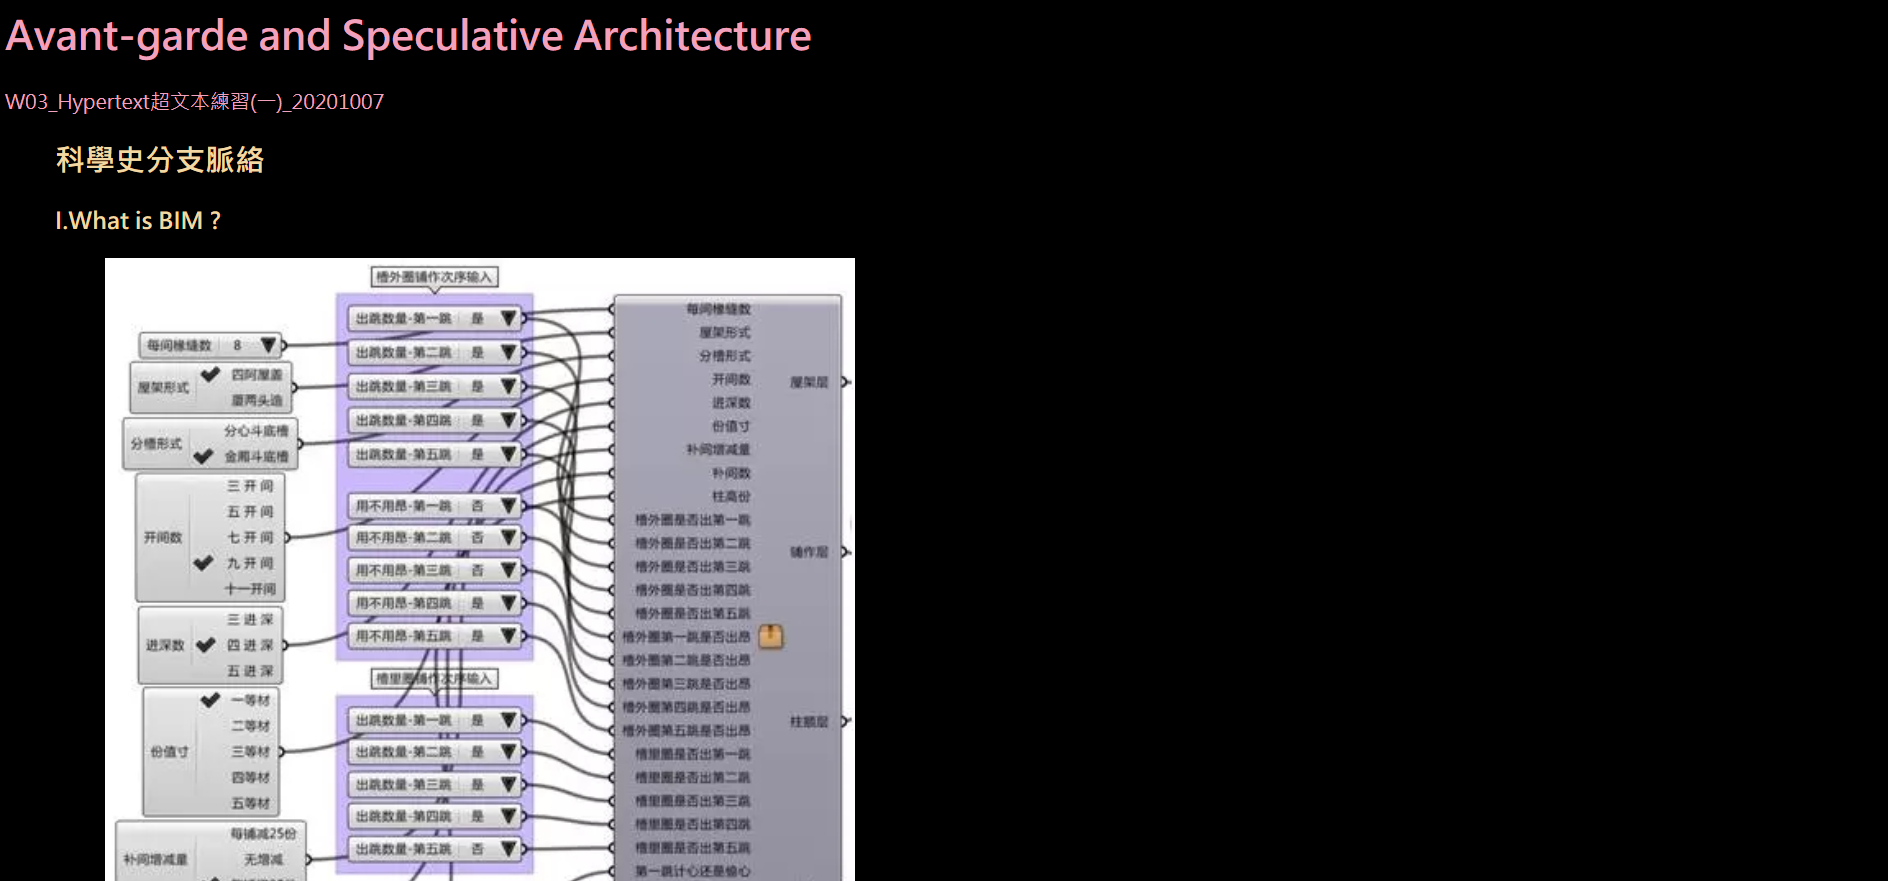 Avant-garde and Speculative Architecture
W03_Hypertext超文本練習(一)_20201007
科學史分支脈絡
I.What is BIM ?
槽外圈铺作次序输入
每间椽缝数 8
屋架形式
四阿屋盖
厦两头造
分槽形式
分心斗底槽
金厢斗底槽
开间数
三开间
五开间
七开间
九开间
十一开间
进深数
三进深
四进深
五进深
份值寸
一等材
二等材
三等材
四等材
五等材
补间增减量
每铺减25份
无增减
出跳数量-第一跳 是
出跳数量-第二跳 是
出跳数量-第三跳 是
出跳数量-第四跳 是
出跳数量-第五跳 是
用不用昂-第一跳 否
用不用昂-第二跳 否
用不用昂-第三跳 否
用不用昂-第四跳 是
用不用昂-第五跳 是
槽里圈铺作次序输入
出跳数量-第一跳 是
出跳数量-第二跳 是
出跳数量-第三跳 是
出跳数量-第四跳 是
出跳数量-第五跳 否
每间椽缝数
屋架形式
分槽形式
开间数
进深数
份值寸
补间增减量
补间数
柱高份
槽外圈是否出第一跳
槽外圈是否出第二跳
槽外圈是否出第三跳
槽外圈是否出第四跳
槽外圈是否出第五跳
槽外圈第一跳是否出昂
槽外圈第二跳是否出昂
槽外圈第三跳是否出昂
槽外圈第四跳是否出昂
槽外圈第五跳是否出昂
槽里圈是否出第一跳
槽里圈是否出第二跳
槽里圈是否出第三跳
槽里圈是否出第四跳
槽里圈是否出第五跳
第一跳计心还是偷心
屋架层
铺作层
柱额层